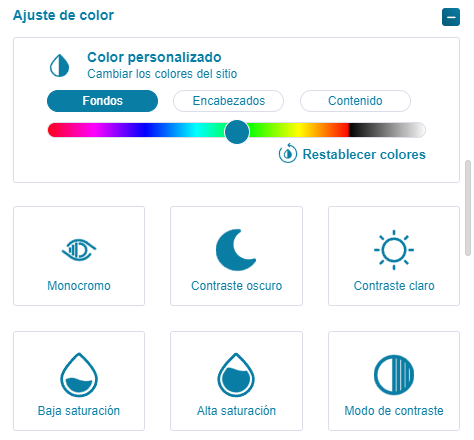 Ajuste de color
Color personalizado
Cambiar los colores del sitio
Fondos
Encabezados
Contenido
Restablecer colores
Monocromo
Contraste oscuro
Contraste claro
Baja saturación
Alta saturación
Modo de contraste